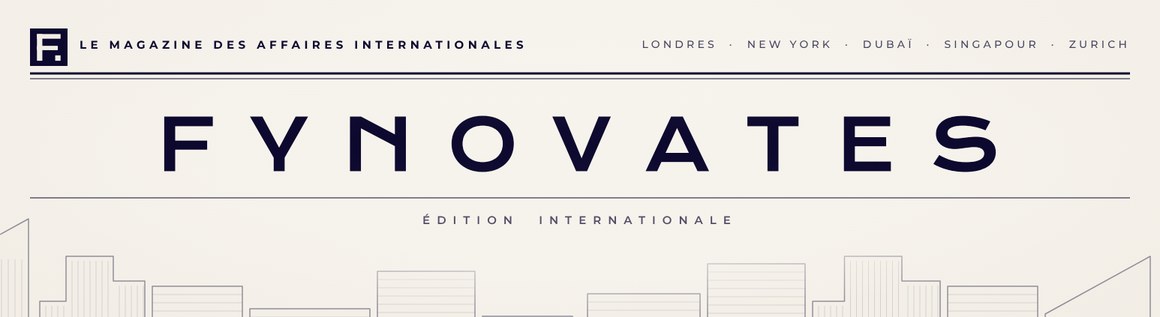 F.
LE MAGAZINE DES AFFAIRES INTERNATIONALES
LONDRES · NEW YORK · DUBAÏ · SINGAPOUR · ZURICH
FYNOVATES
ÉDITION INTERNATIONALE